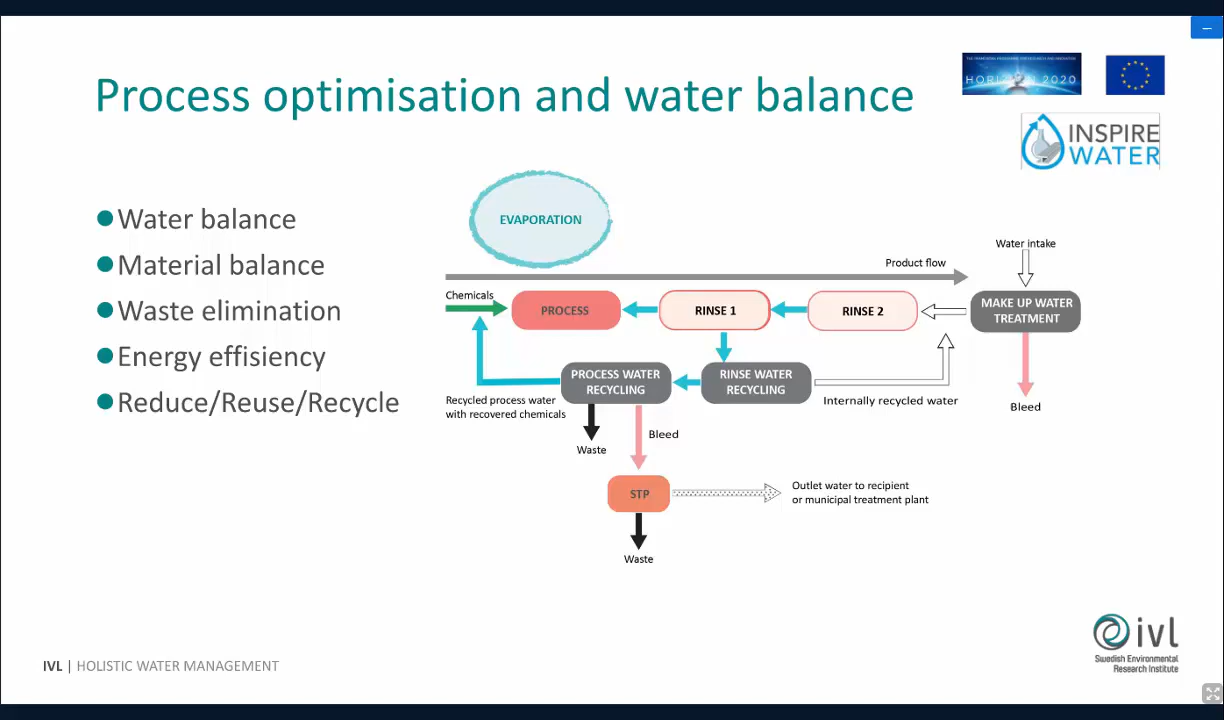 Process optimisation and water balance
HORIZON 2020
INSPIRE
WATER
Water balance
Material balance
Waste elimination
Energy effisiency
Reduce/Reuse/Recycle
EVAPORATION
Water intake
Product flow
Chemicals
PROCESS
RINSE 1
RINSE 2
MAKE UP WATER
TREATMENT
PROCESS WATER
RECYCLING
RINSE WATER
RECYCLING
Recycled process water
with recovered chemicals
Internally recycled water
Bleed
Waste
Bleed
STP
Outlet water to recipient
or municipal treatment plant
Waste
IVL | HOLISTIC WATER MANAGEMENT
ivl
Swedish Environmental
Research Institute